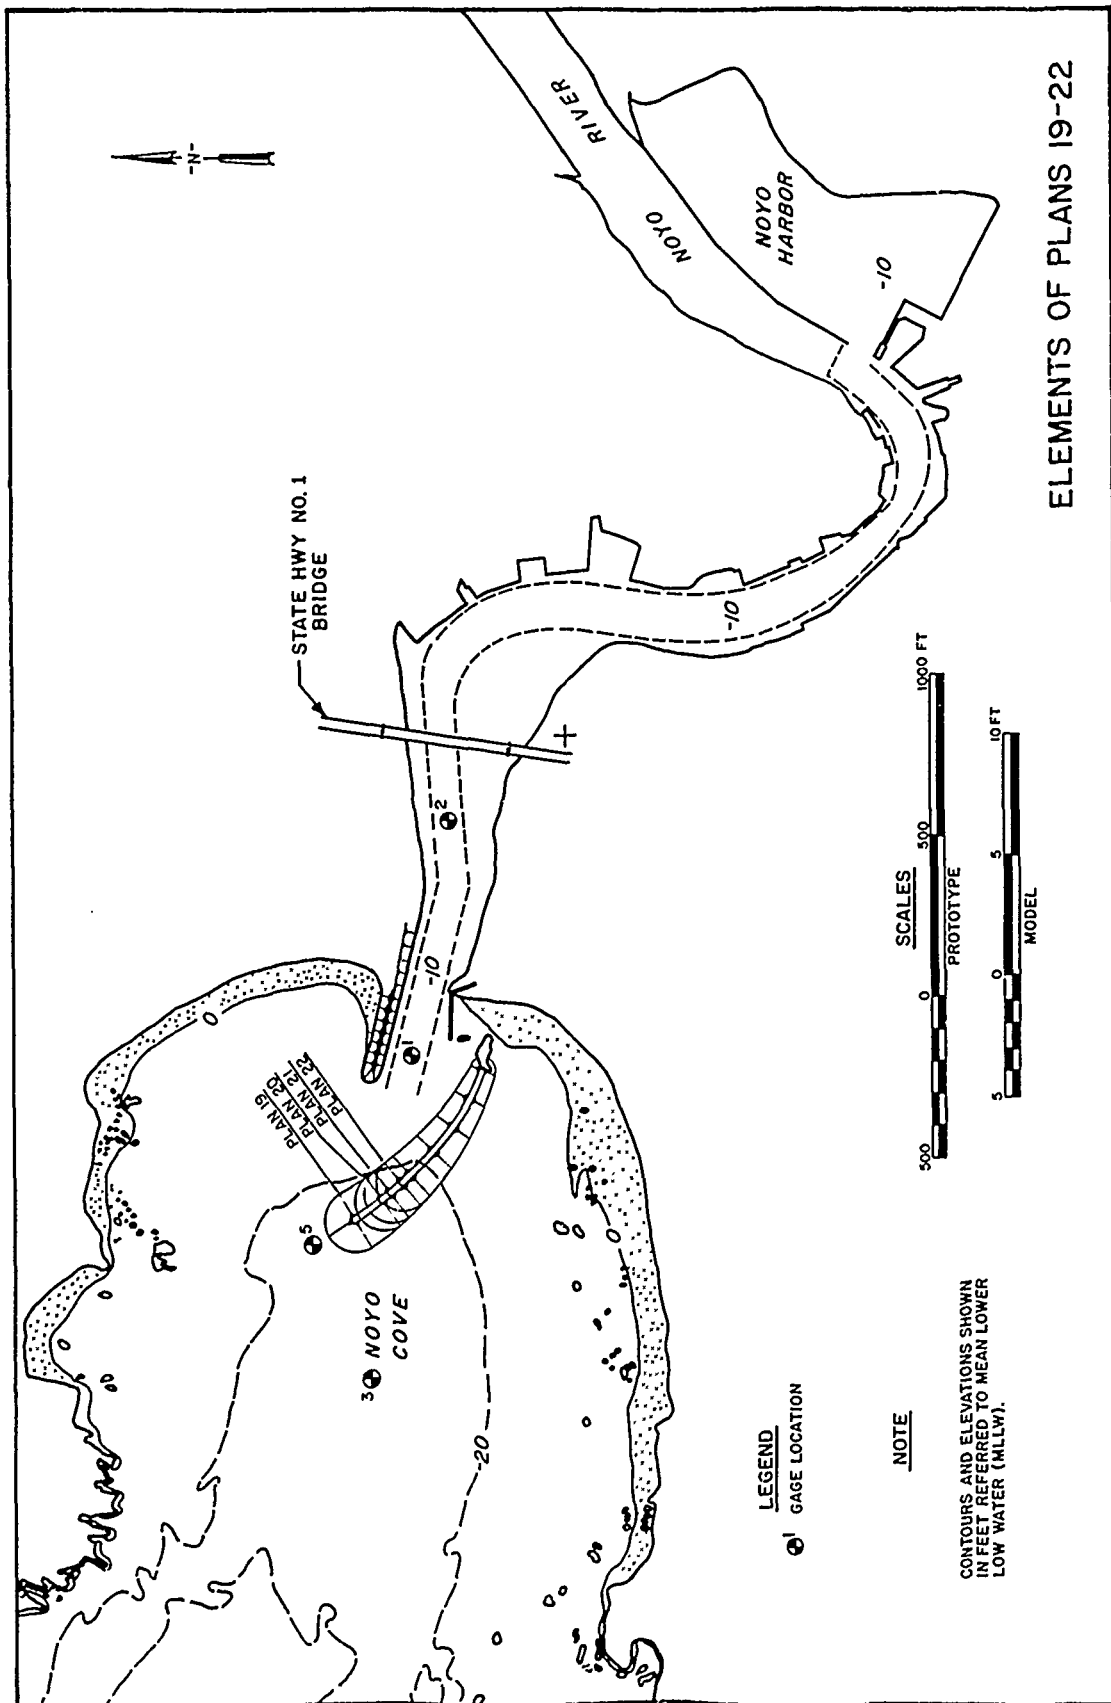 ELEMENTS OF PLANS 19-22
-N-
STATE HWY NO. 1
BRIDGE
RIVER
NOYO
NOYO
HARBOR
-10
-10
-10
0
0
0
0
PLAN 19
PLAN 20
PLAN 21
PLAN 22
1
2
5
3
NOYO
COVE
-20
LEGEND
1 GAGE LOCATION
NOTE
CONTOURS AND ELEVATIONS SHOWN
IN FEET REFERRED TO MEAN LOWER
LOW WATER (MLLW).
SCALES
500 0 500 1000 FT
PROTOTYPE
5 0 5 10 FT
MODEL